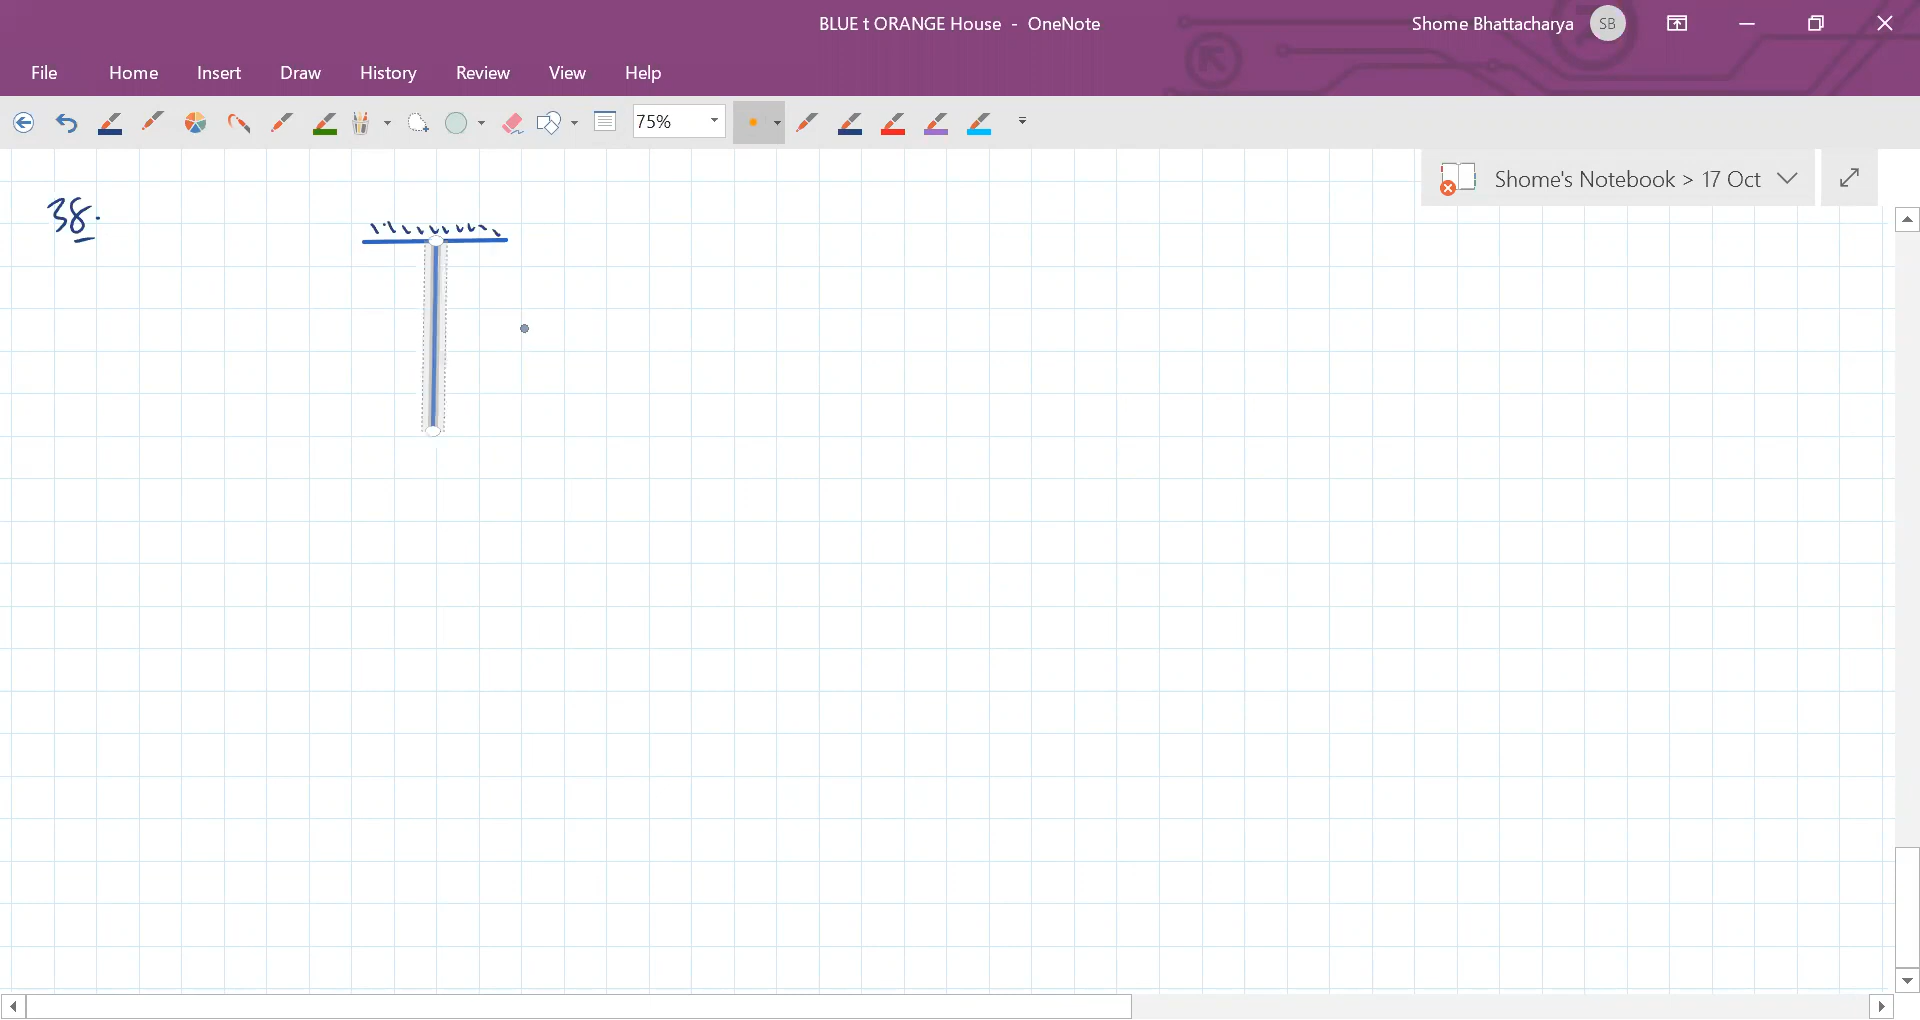 BLUE t ORANGE House - OneNote
Shome Bhattacharya SB
File Home Insert Draw History Review View Help
75%
Shome's Notebook > 17 Oct
38.